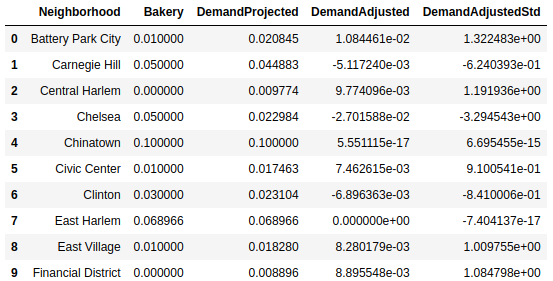 Neighborhood Bakery DemandProjected DemandAdjusted DemandAdjustedStd
0 Battery Park City 0.010000 0.020845 1.084461e-02 1.322483e+00
1 Carnegie Hill 0.050000 0.044883 -5.117240e-03 -6.240393e-01
2 Central Harlem 0.000000 0.009774 9.774096e-03 1.191936e+00
3 Chelsea 0.050000 0.022984 -2.701588e-02 -3.294543e+00
4 Chinatown 0.100000 0.100000 5.551115e-17 6.695455e-15
5 Civic Center 0.010000 0.017463 7.462615e-03 9.100541e-01
6 Clinton 0.030000 0.023104 -6.896363e-03 -8.410006e-01
7 East Harlem 0.068966 0.068966 0.000000e+00 -7.404137e-17
8 East Village 0.010000 0.018280 8.280179e-03 1.009755e+00
9 Financial District 0.000000 0.008896 8.895548e-03 1.084798e+00